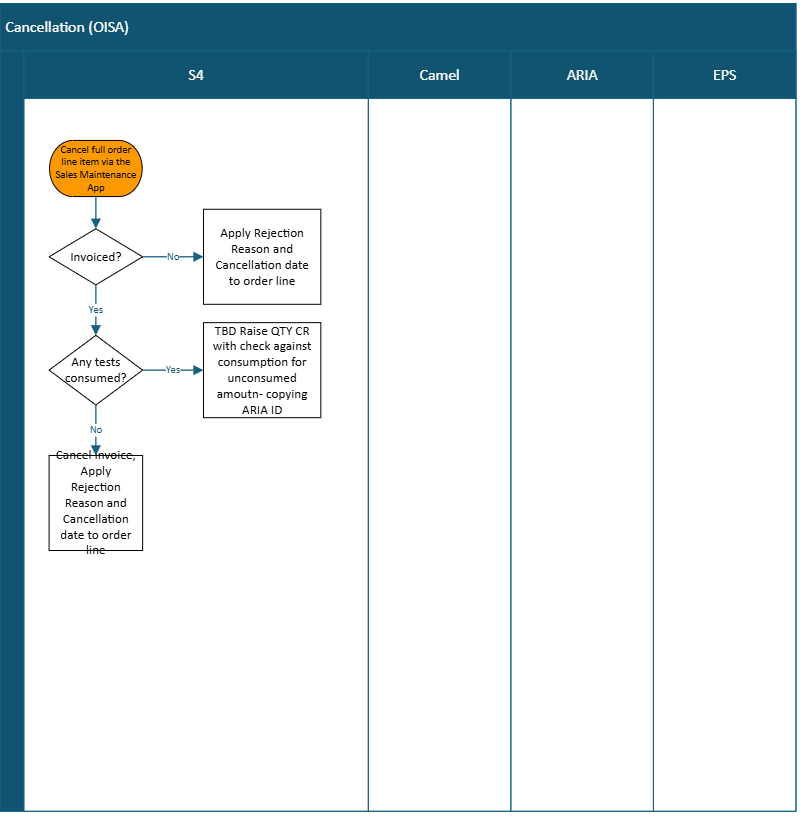 Cancellation (OISA)
S4
Camel
ARIA
EPS
Cancel full order
line item via the
Sales Maintenance
App
Invoiced?
No
Apply Rejection
Reason and
Cancellation date
to order line
Yes
Any tests
consumed?
Yes
TBD Raise QTY CR
with check against
consumption for
unconsumed
amoutn- copying
ARIA ID
No
Cancel Invoice,
Apply
Rejection
Reason and
Cancellation
date to order
line